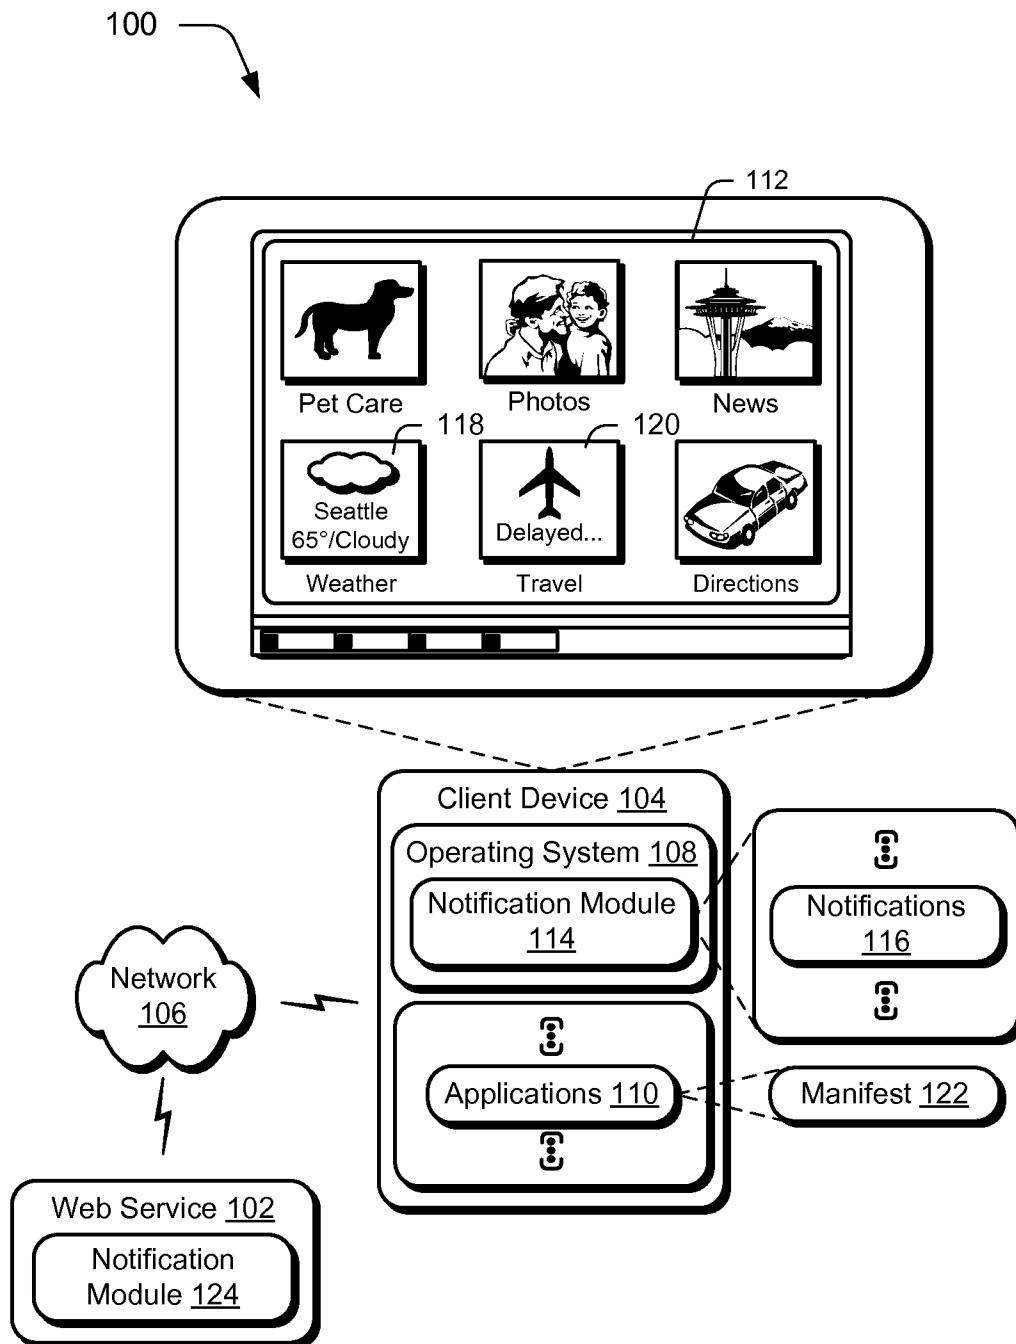 100
112
Pet Care
Photos
News
118
120
Seattle
65°/Cloudy
Delayed...
Weather
Travel
Directions
Client Device 104
Operating System 108
Notification Module
114
Notifications
116
Network
106
Applications 110
Manifest 122
Web Service 102
Notification
Module 124